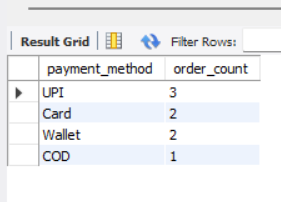 Result Grid Filter Rows:
payment_method order_count
UPI 3
Card 2
Wallet 2
COD 1